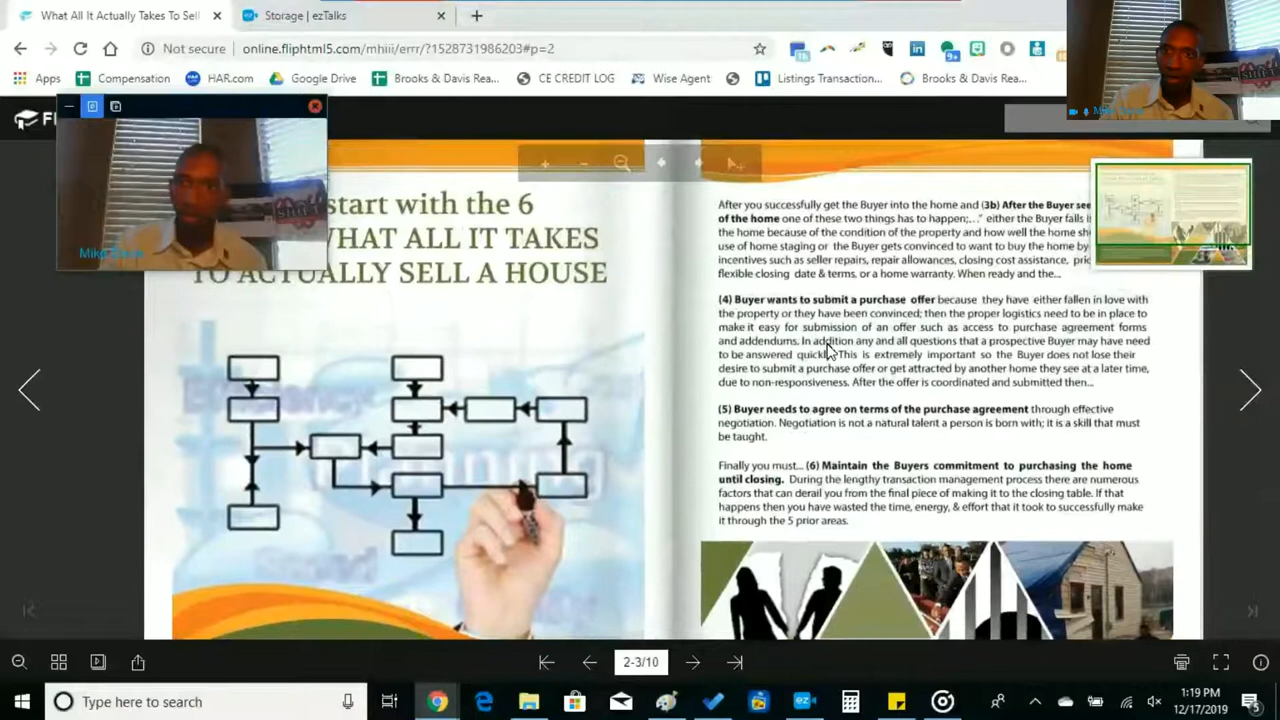 What All It Actually Takes To Sell
Storage | ezTalks
Not secure
online.fliphtml5.com/mhiii/err/?1528731986203#p=2
Apps
Compensation
HAR.com
Google Drive
Brooks & Davis Rea...
CE CREDIT LOG
Wise Agent
Listings Transaction...
Brooks & Davis Rea...
start with the 6
WHAT ALL IT TAKES
TO ACTUALLY SELL A HOUSE
After you successfully get the Buyer into the home and (3b) After the Buyer see
of the home one of these two things has to happen;…" either the Buyer falls i
the home because of the condition of the property and how well the home sh
use of home staging or the Buyer gets convinced to want to buy the home by
incentives such as seller repairs, repair allowances, closing cost assistance, pri
flexible closing date & terms, or a home warranty. When ready and the...
(4) Buyer wants to submit a purchase offer because they have either fallen in love with
the property or they have been convinced; then the proper logistics need to be in place to
make it easy for submission of an offer such as access to purchase agreement forms
and addendums. In addition any and all questions that a prospective Buyer may have need
to be answered quickly. This is extremely important so the Buyer does not lose their
desire to submit a purchase offer or get attracted by another home they see at a later time,
due to non-responsiveness. After the offer is coordinated and submitted then...
(5) Buyer needs to agree on terms of the purchase agreement through effective
negotiation. Negotiation is not a natural talent a person is born with; it is a skill that must
be taught.
Finally you must... (6) Maintain the Buyers commitment to purchasing the home
until closing. During the lengthy transaction management process there are numerous
factors that can derail you from the final piece of making it to the closing table. If that
happens then you have wasted the time, energy, & effort that it took to successfully make
it through the 5 prior areas.
2-3/10
Type here to search
1:19 PM
12/17/2019
5